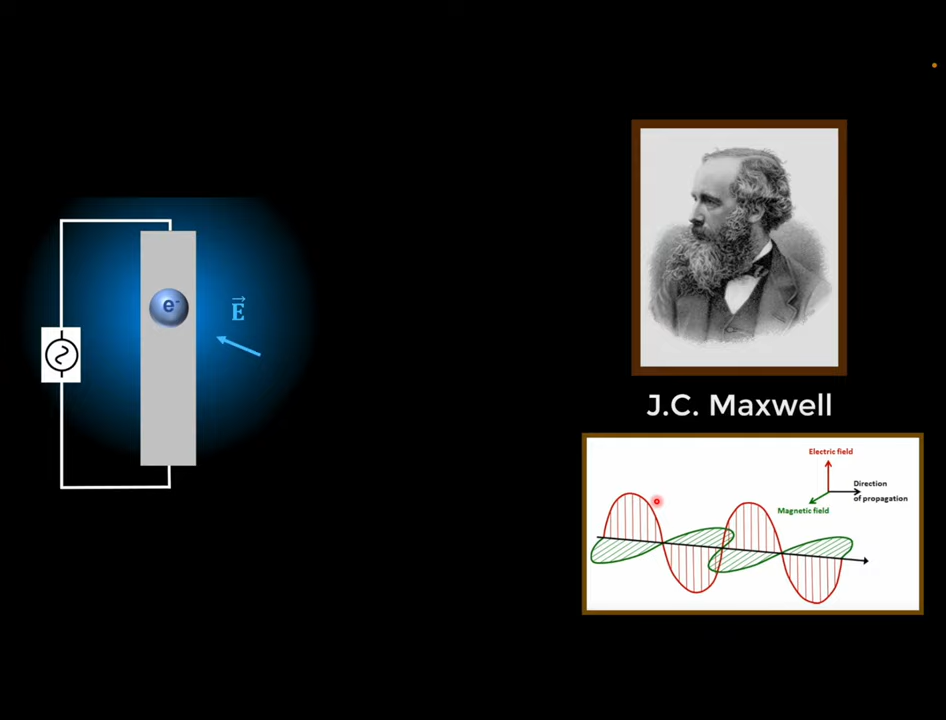 e⁻
E⃗
J.C. Maxwell
Electric field
Direction
of propagation
Magnetic field